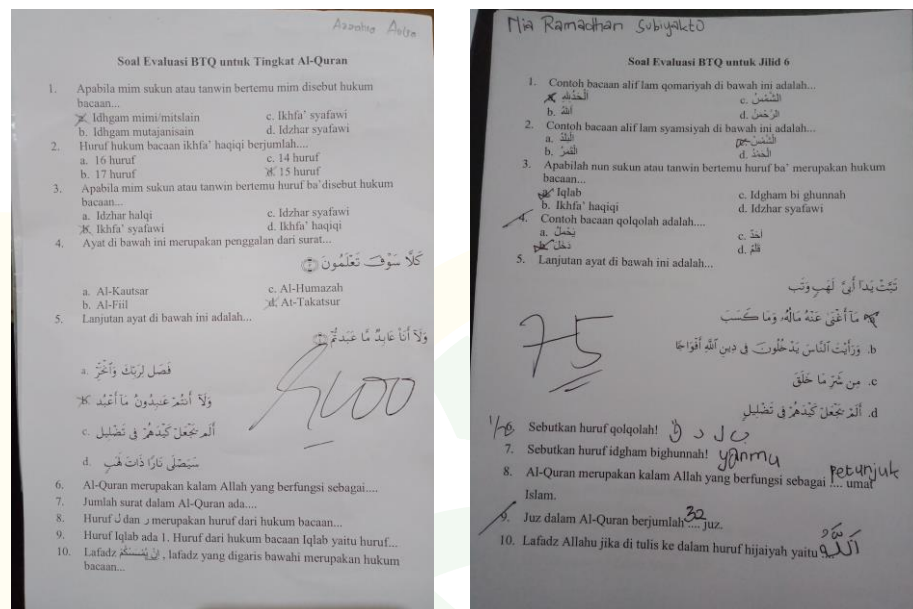 Azzahra
Soal Evaluasi BTQ untuk Tingkat Al-Quran
1. Apabila mim sukun atau tanwin bertemu mim disebut hukum
bacaan...
a. Idhgam mimi/mitslain c. Ikhfa' syafawi
b. Idhgam mutajanisain d. Idzhar syafawi
2. Huruf hukum bacaan ikhfa' haqiqi berjumlah....
a. 16 huruf c. 14 huruf
b. 17 huruf d. 15 huruf
3. Apabila mim sukun atau tanwin bertemu huruf ba' disebut hukum
bacaan...
a. Idzhar halqi c. Idzhar syafawi
b. Ikhfa' syafawi d. Ikhfa' haqiqi
4. Ayat di bawah ini merupakan penggalan dari surat...
كَلَّا سَوْفَ تَعْلَمُونَ
a. Al-Kautsar c. Al-Humazah
b. Al-Fiil d. At-Takatsur
5. Lanjutan ayat di bawah ini adalah...
وَلَآ أَنَا۠ عَابِدٌ مَّا عَبَدتُّمْ
a. فَصَلِّ لِرَبِّكَ وَٱنْحَرْ
b. وَلَآ أَنتُمْ عَٰبِدُونَ مَآ أَعْبُدُ
c. أَلَمْ يَجْعَلْ كَيْدَهُمْ فِى تَضْلِيلٍ
d. سَيَصْلَىٰ نَارًا ذَاتَ لَهَبٍ
100
6. Al-Quran merupakan kalam Allah yang berfungsi sebagai....
7. Jumlah surat dalam Al-Quran ada....
8. Huruf ل dan ر merupakan huruf dari hukum bacaan...
9. Huruf Iqlab ada 1. Huruf dari hukum bacaan Iqlab yaitu huruf...
10. Lafadz إِنْ يَمْسَسْكُمْ , lafadz yang digaris bawahi merupakan hukum
bacaan...
Nia Ramadhan Subiyakto
Soal Evaluasi BTQ untuk Jilid 6
1. Contoh bacaan alif lam qomariyah di bawah ini adalah...
a. اَلْحَمْدُ لِلّٰهِ c. الشَّمْسُ
b. اَللّٰهُ d. الرَّحْمٰنُ
2. Contoh bacaan alif lam syamsiyah di bawah ini adalah...
a. الْبَلَدُ c. الشَّمْسُ
b. الْقَمَرُ d. الْحَمْدُ
3. Apabilah nun sukun atau tanwin bertemu huruf ba' merupakan hukum
bacaan...
a. Iqlab c. Idgham bi ghunnah
b. Ikhfa' haqiqi d. Idzhar syafawi
4. Contoh bacaan qolqolah adalah....
a. يَحْمِلُ c. اَحَدْ
b. دَخَلَ d. قَلَمٌ
5. Lanjutan ayat di bawah ini adalah...
تَبَّتْ يَدَآ أَبِى لَهَبٍ وَتَبَّ
a. مَآ أَغْنَىٰ عَنْهُ مَالُهُۥ وَمَا كَسَبَ
b. وَرَأَيْتَ ٱلنَّاسَ يَدْخُلُونَ فِى دِينِ ٱللَّهِ أَفْوَاجًا
c. مِن شَرِّ مَا خَلَقَ
d. أَلَمْ يَجْعَلْ كَيْدَهُمْ فِى تَضْلِيلٍ
75
6. Sebutkan huruf qolqolah!
7. Sebutkan huruf idgham bighunnah! yanmu
8. Al-Quran merupakan kalam Allah yang berfungsi sebagai petunjuk .... umat
Islam.
9. Juz dalam Al-Quran berjumlah 32 .... juz.
10. Lafadz Allahu jika di tulis ke dalam huruf hijaiyah yaitu اَللّٰهُ